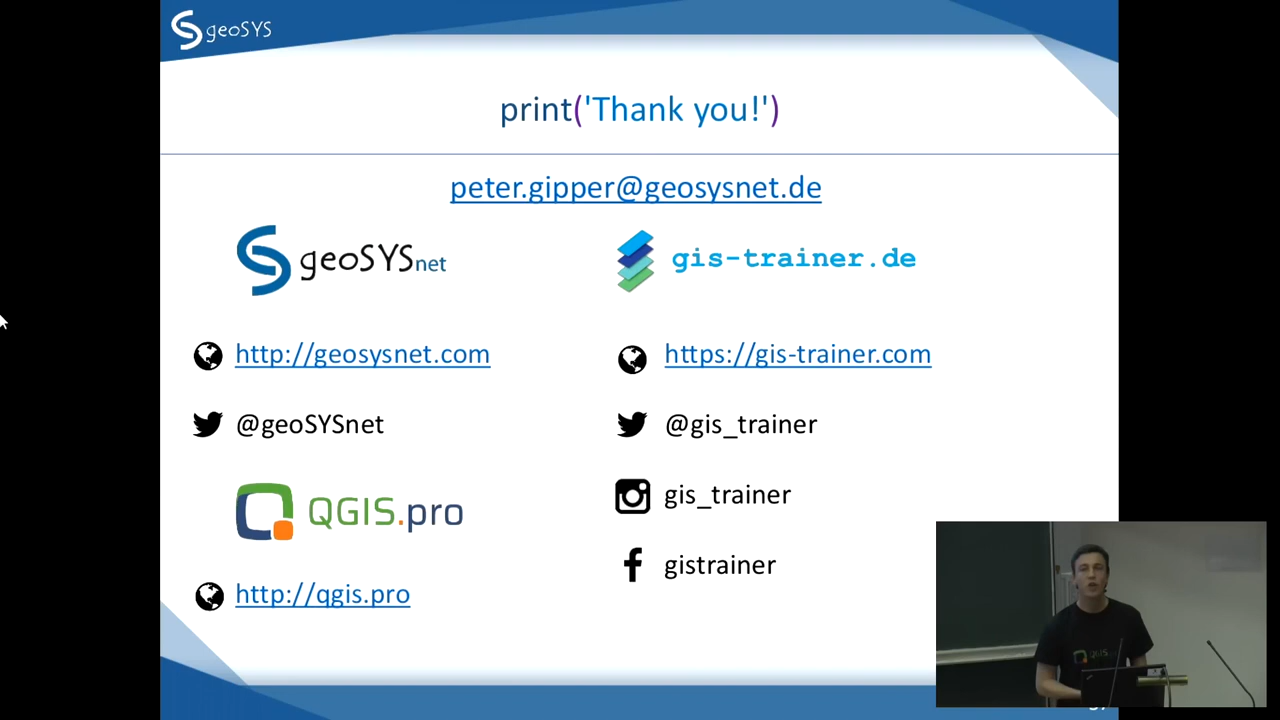 geoSYS
print('Thank you!')
peter.gipper@geosysnet.de
geoSYSnet
gis-trainer.de
http://geosysnet.com
https://gis-trainer.com
@geoSYSnet
@gis_trainer
QGIS.pro
gis_trainer
gistrainer
http://qgis.pro
QGIS